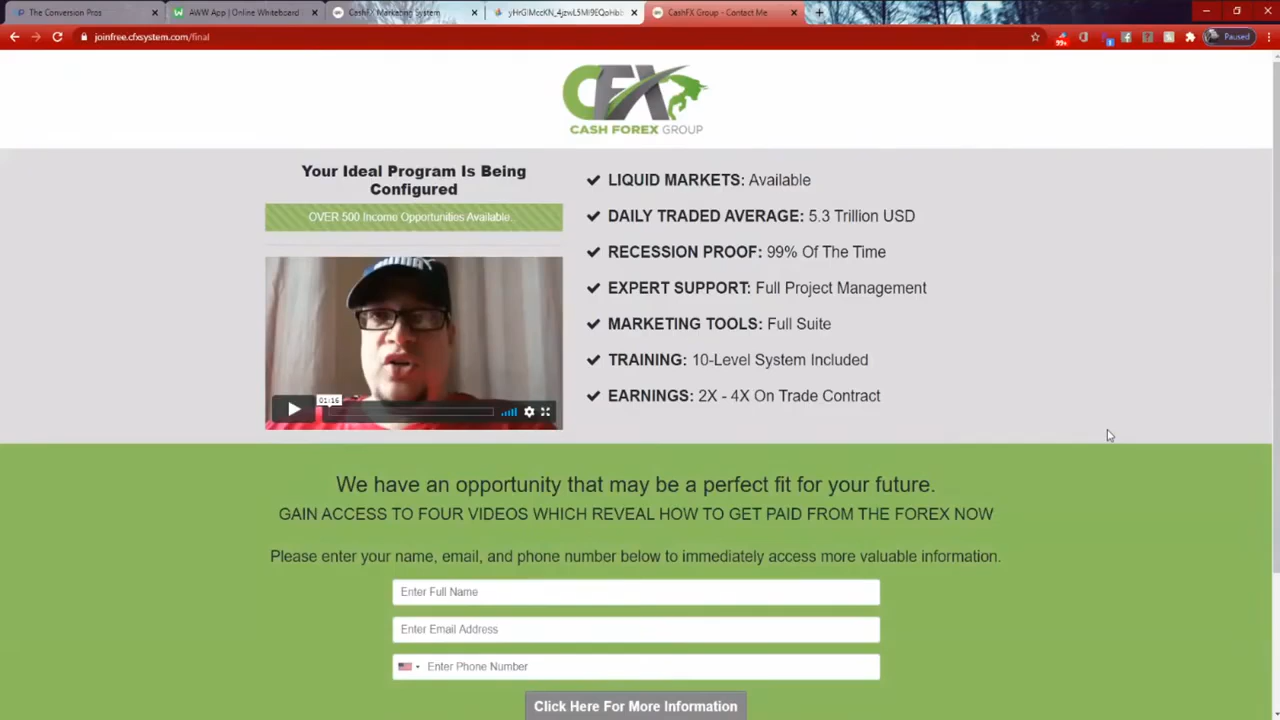 The Conversion Pros
AWW App | Online Whiteboard
CashFX Marketing System
CashFX Group - Contact Me
joinfree.cfxsystem.com/final
99+
1
Paused
CFX
CASH FOREX GROUP
Your Ideal Program Is Being
Configured
OVER 500 Income Opportunities Available.
01:16
LIQUID MARKETS: Available
DAILY TRADED AVERAGE: 5.3 Trillion USD
RECESSION PROOF: 99% Of The Time
EXPERT SUPPORT: Full Project Management
MARKETING TOOLS: Full Suite
TRAINING: 10-Level System Included
EARNINGS: 2X - 4X On Trade Contract
We have an opportunity that may be a perfect fit for your future.
GAIN ACCESS TO FOUR VIDEOS WHICH REVEAL HOW TO GET PAID FROM THE FOREX NOW
Please enter your name, email, and phone number below to immediately access more valuable information.
Enter Full Name
Enter Email Address
Enter Phone Number
Click Here For More Information